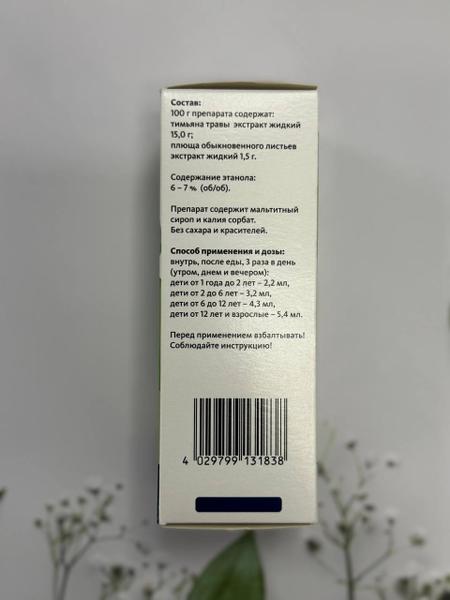 Состав:
100 г препарата содержат:
тимьяна травы экстракт жидкий
15,0 г;
плюща обыкновенного листьев
экстракт жидкий 1,5 г.
Содержание этанола:
6 – 7 % (об/об).
Препарат содержит мальтитный
сироп и калия сорбат.
Без сахара и красителей.
Способ применения и дозы:
внутрь, после еды, 3 раза в день
(утром, днем и вечером):
дети от 1 года до 2 лет – 2,2 мл,
дети от 2 до 6 лет – 3,2 мл,
дети от 6 до 12 лет – 4,3 мл,
дети от 12 лет и взрослые – 5,4 мл.
Перед применением взбалтывать!
Соблюдайте инструкцию!
4 029799 131838